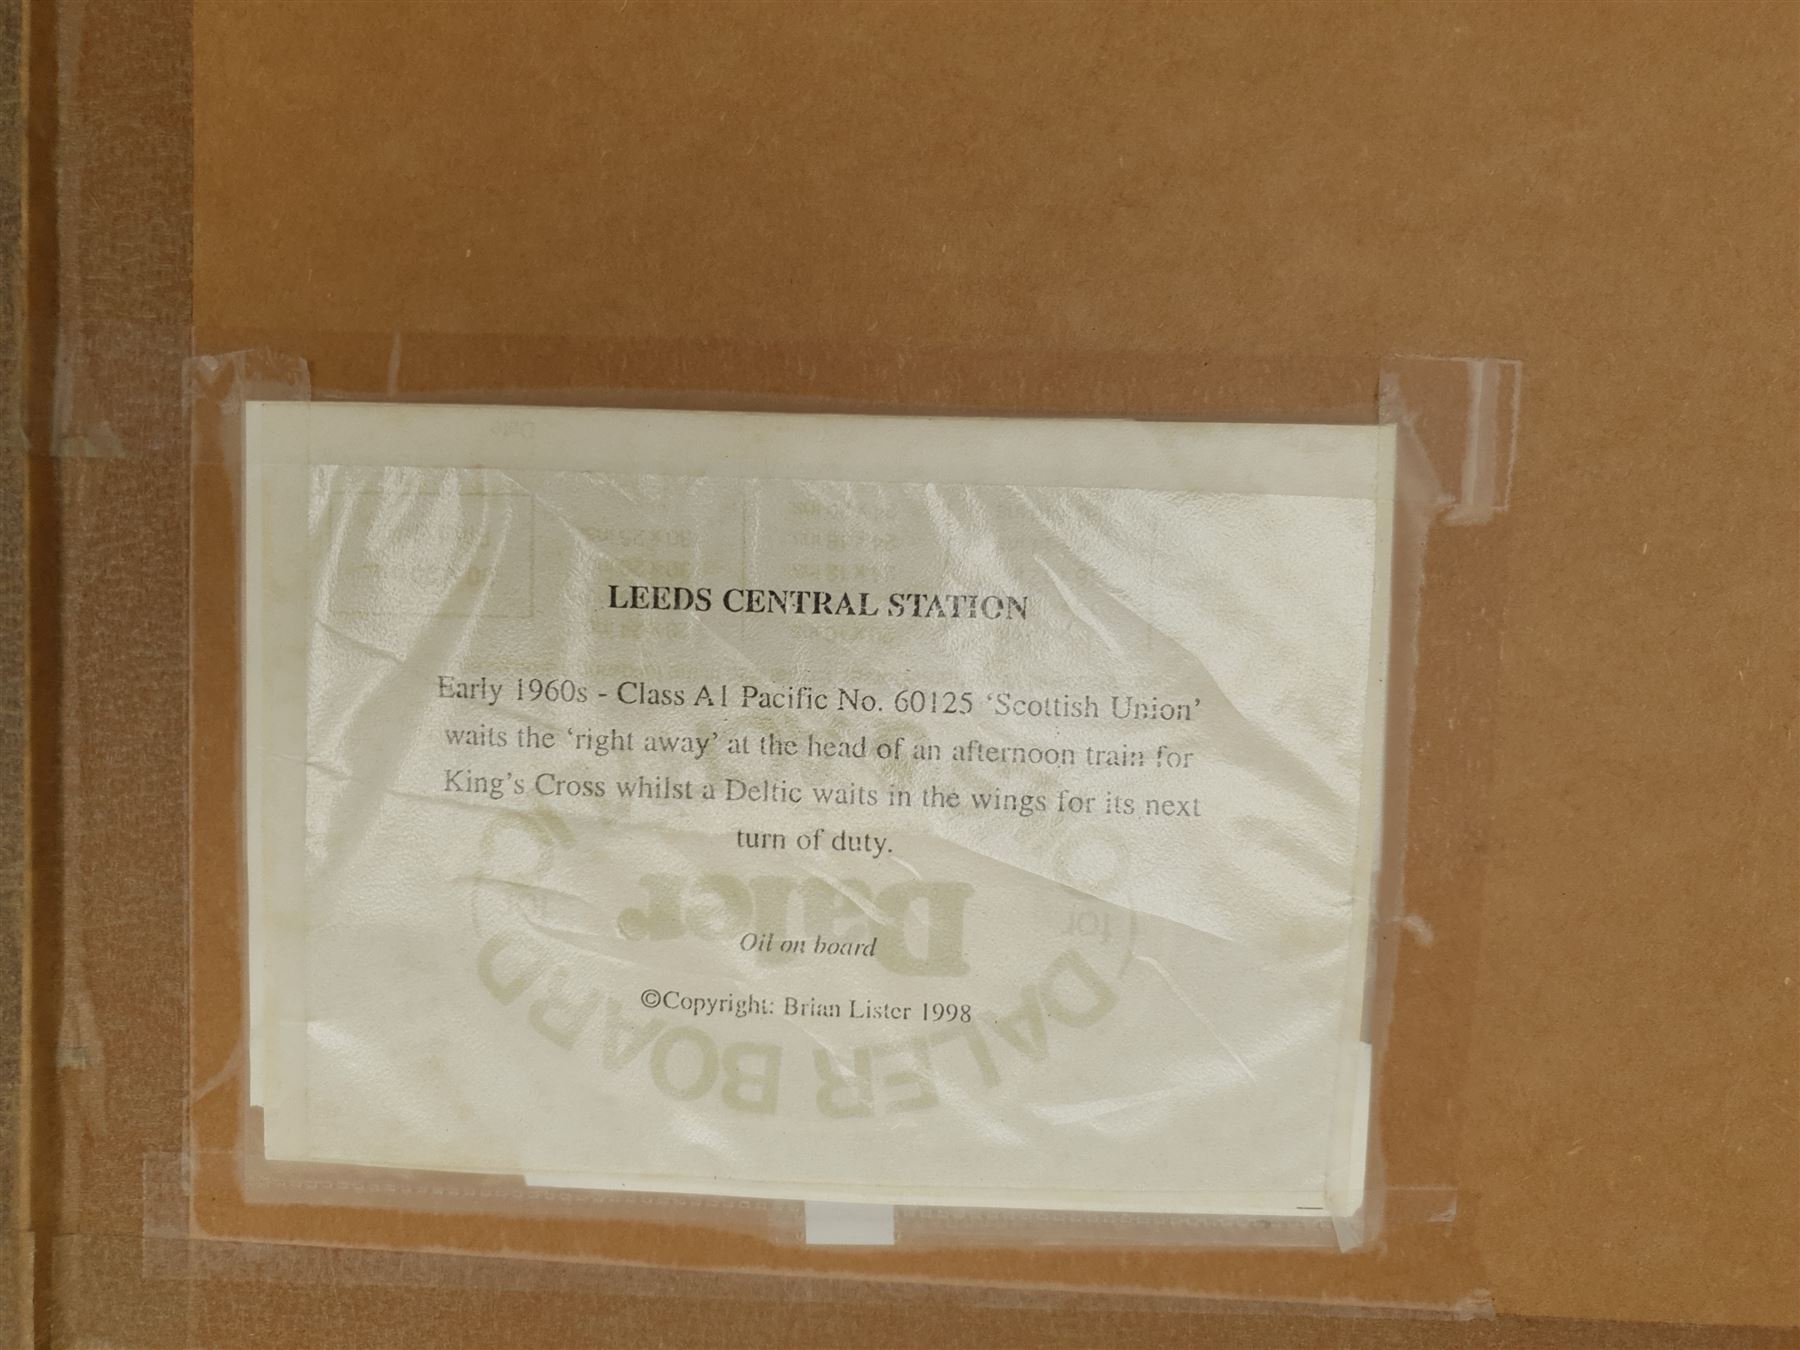 LEEDS CENTRAL STATION
Early 1960s - Class A1 Pacific No. 60125 ‘Scottish Union’
waits the ‘right away’ at the head of an afternoon train for
King’s Cross whilst a Deltic waits in the wings for its next
turn of duty.
Oil on board
©Copyright: Brian Lister 1998
Daler
DALER BOARD